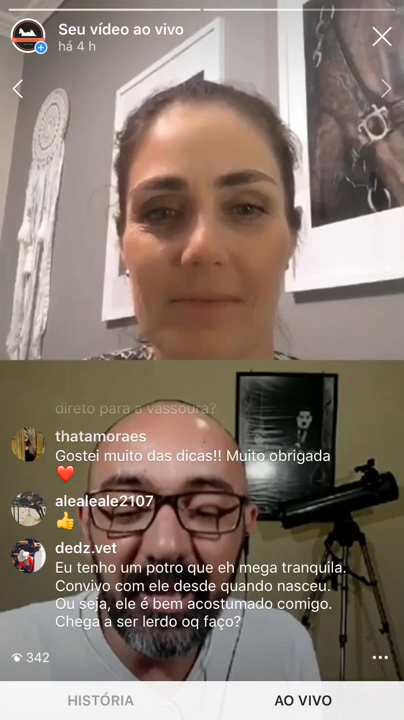 Seu vídeo ao vivo
há 4 h
direto para a vassoura?
thatamoraes
Gostei muito das dicas!! Muito obrigada
❤️
alealeale2107
👍
dedz.vet
Eu tenho um potro que eh mega tranquila.
Convivo com ele desde quando nasceu.
Ou seja, ele é bem acostumado comigo.
Chega a ser lerdo oq faço?
342
HISTÓRIA
AO VIVO